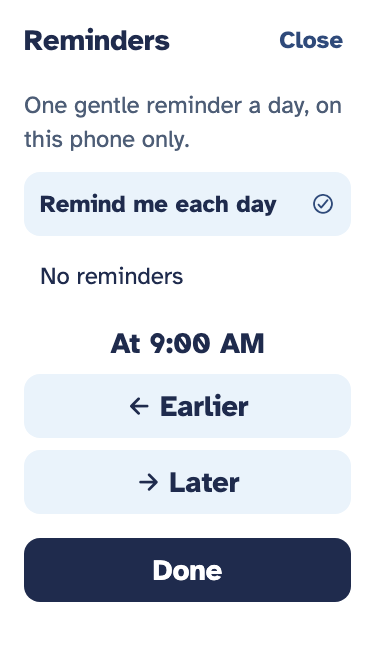 Reminders
Close
One gentle reminder a day, on
this phone only.
Remind me each day
No reminders
At 9:00 AM
← Earlier
→ Later
Done